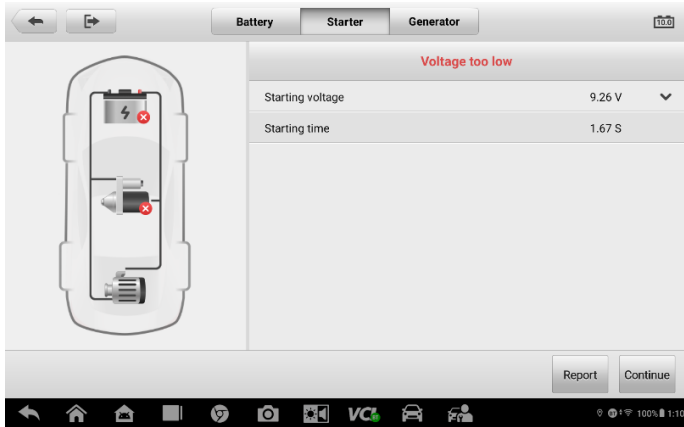 Battery Starter Generator
10.0
Voltage too low
Starting voltage 9.26 V
Starting time 1.67 S
Report Continue
VCI 100% 1:10